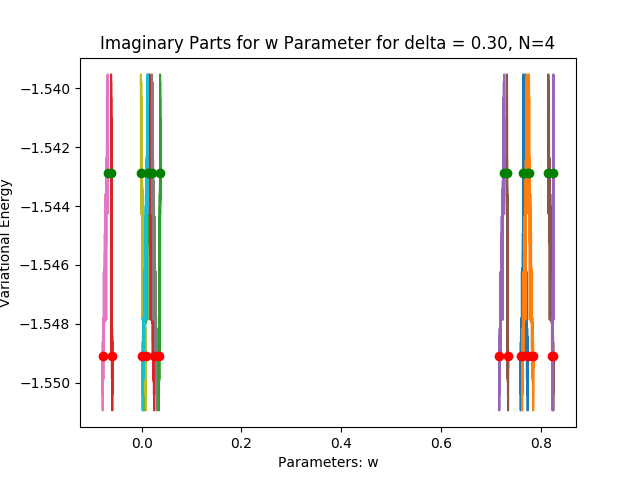 Imaginary Parts for w Parameter for delta = 0.30, N=4
Variational Energy
−1.540
−1.542
−1.544
−1.546
−1.548
−1.550
0.0 0.2 0.4 0.6 0.8
Parameters: w